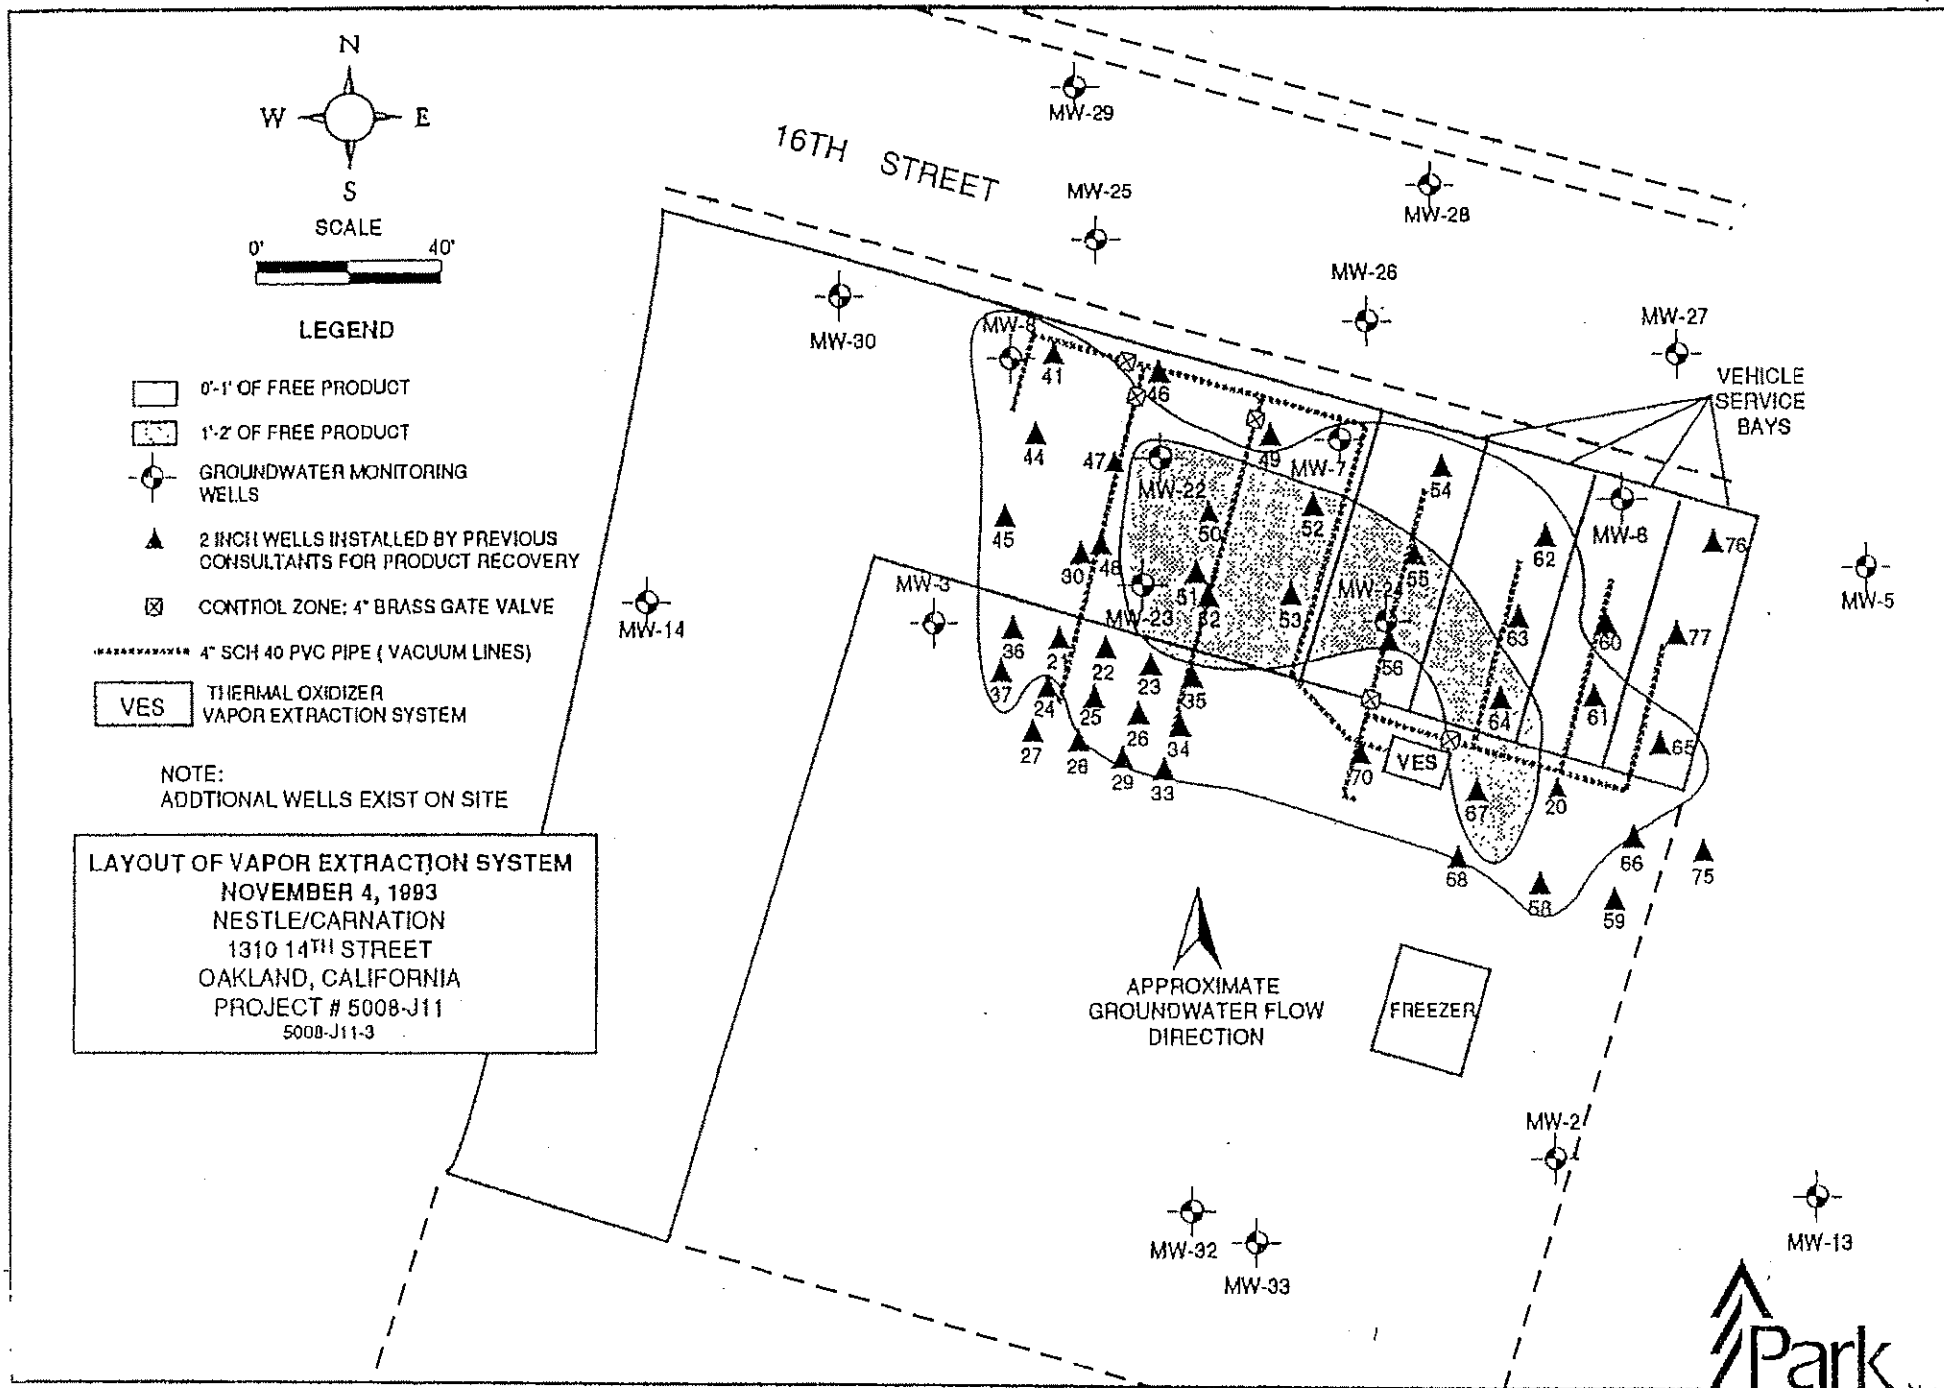 N
W
E
S
SCALE
0'
40'
LEGEND
0'-1' OF FREE PRODUCT
1'-2' OF FREE PRODUCT
GROUNDWATER MONITORING
WELLS
2 INCH WELLS INSTALLED BY PREVIOUS
CONSULTANTS FOR PRODUCT RECOVERY
CONTROL ZONE: 4" BRASS GATE VALVE
4" SCH 40 PVC PIPE ( VACUUM LINES)
VES
THERMAL OXIDIZER
VAPOR EXTRACTION SYSTEM
NOTE:
ADDTIONAL WELLS EXIST ON SITE
LAYOUT OF VAPOR EXTRACTION SYSTEM
NOVEMBER 4, 1993
NESTLE/CARNATION
1310 14TH STREET
OAKLAND, CALIFORNIA
PROJECT # 5008-J11
5008-J11-3
16TH STREET
MW-29
MW-25
MW-28
MW-26
MW-27
MW-30
MW-8
VEHICLE
SERVICE
BAYS
41
46
44
47
49
MW-7
54
MW-22
45
50
52
MW-8
62
76
30
48
55
MW-5
MW-3
51
32
53
MW-2
MW-14
MW-23
63
60
77
36
21
22
56
37
23
35
24
25
64
61
26
34
27
28
29
33
70
VES
65
67
20
68
66
75
58
59
APPROXIMATE
GROUNDWATER FLOW
DIRECTION
FREEZER
MW-2
MW-32
MW-33
MW-13
Park